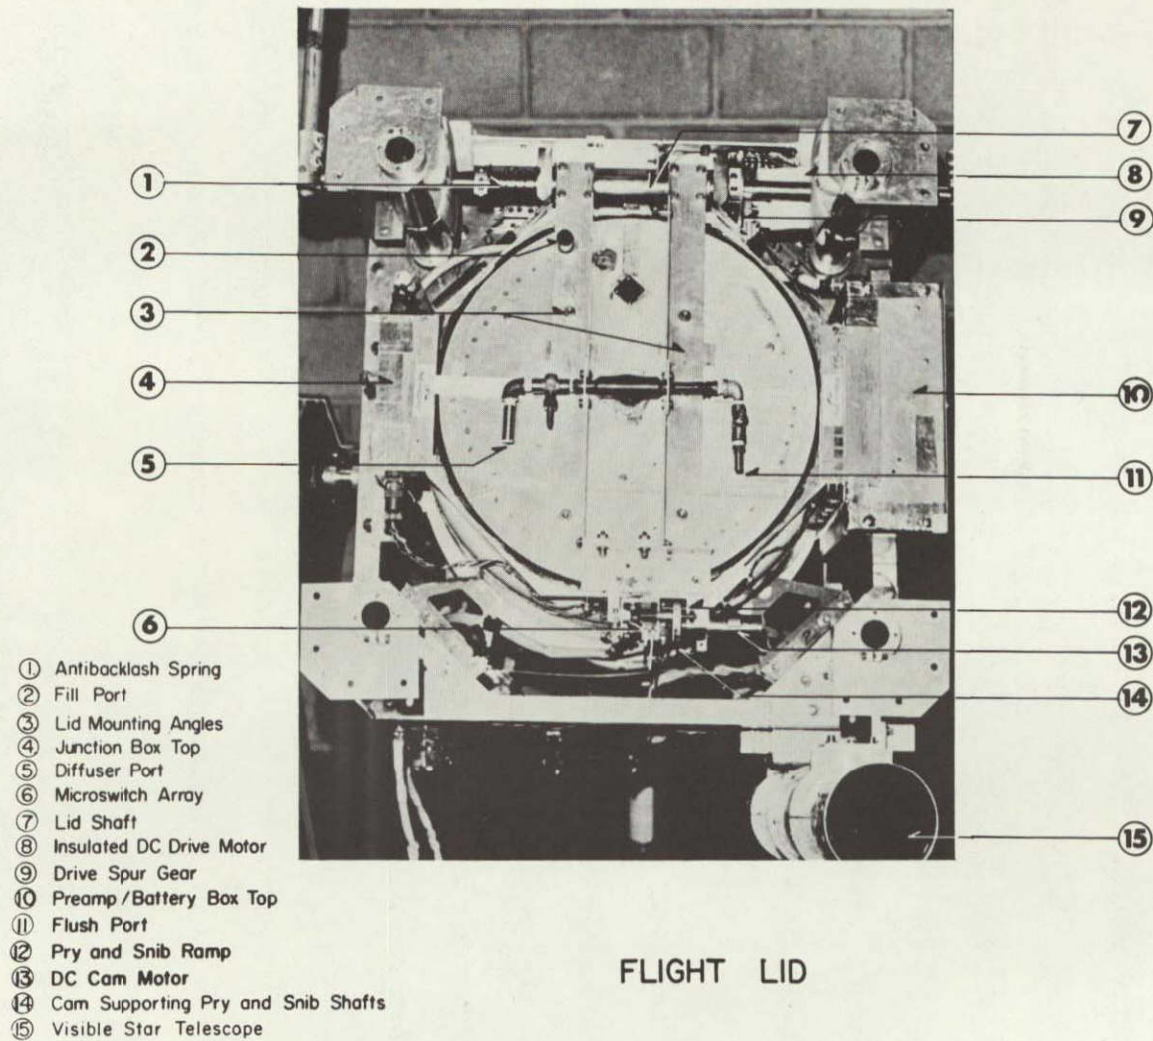 ① 
② 
③ 
④ 
⑤ 
⑥ 
⑦ 
⑧ 
⑨ 
⑩ 
⑪ 
⑫ 
⑬ 
⑭ 
⑮ 
① Antibacklash Spring
② Fill Port
③ Lid Mounting Angles
④ Junction Box Top
⑤ Diffuser Port
⑥ Microswitch Array
⑦ Lid Shaft
⑧ Insulated DC Drive Motor
⑨ Drive Spur Gear
⑩ Preamp/Battery Box Top
⑪ Flush Port
⑫ Pry and Snib Ramp
⑬ DC Cam Motor
⑭ Cam Supporting Pry and Snib Shafts
⑮ Visible Star Telescope
FLIGHT LID